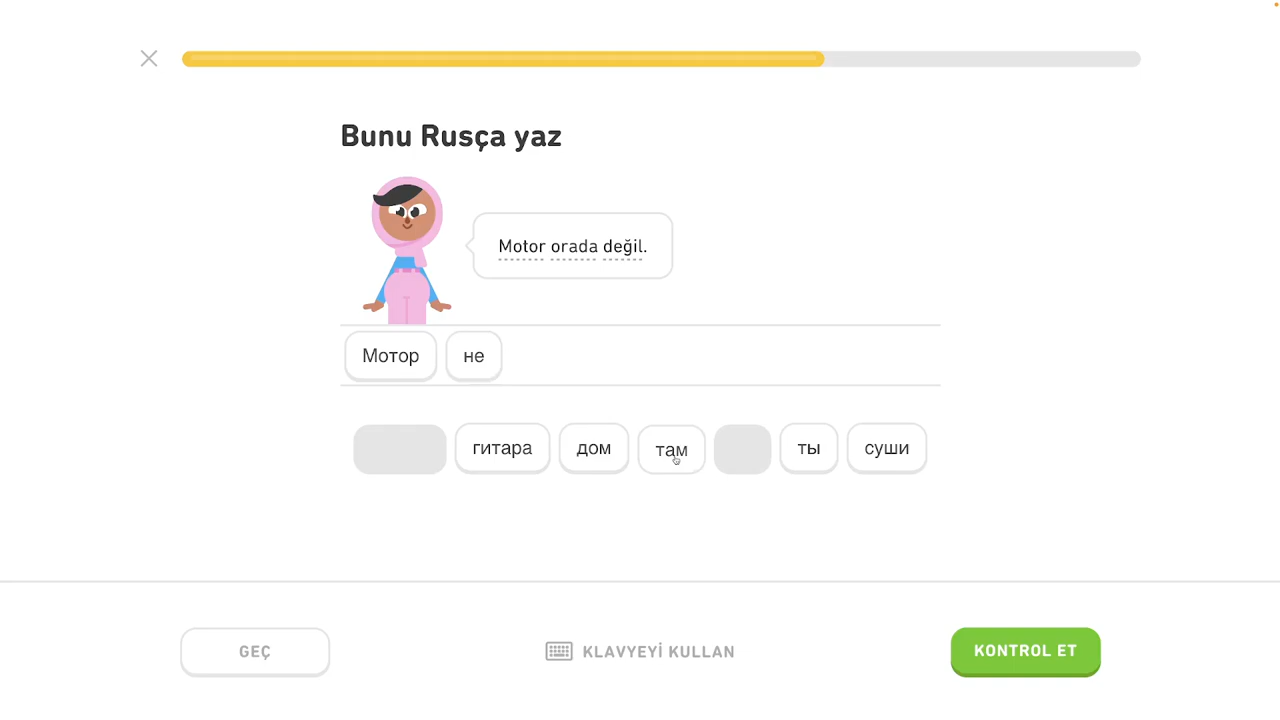 Bunu Rusça yaz
Motor orada değil.
Мотор не
гитара дом там ты суши
GEÇ KLAVYEYİ KULLAN KONTROL ET